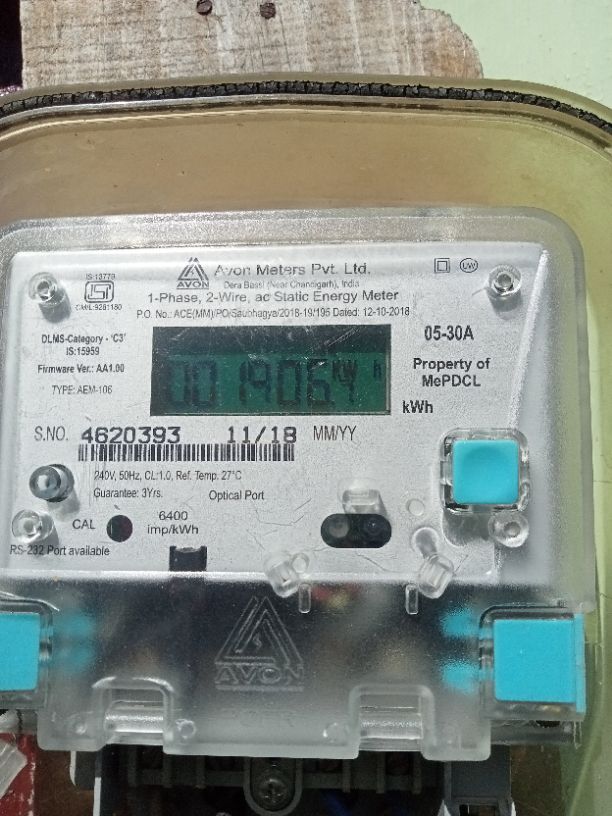 IS:13779
CM/L:9281180
AVON
Avon Meters Pvt. Ltd.
Dera Bassi (Near Chandigarh), India
UW
1-Phase, 2-Wire, ac Static Energy Meter
P.O. No.: ACE(MM)/PO/Saubhagya/2018-19/195 Dated: 12-10-2018
DLMS-Category - 'C3'
IS:15959
Firmware Ver.: AA1.00
TYPE: AEM-106
kW h
05-30A
Property of
MePDCL
kWh
S.NO. 4620393 11/18 MM/YY
240V, 50Hz, CL:1.0, Ref. Temp. 27°C
Guarantee: 3Yrs. Optical Port
CAL
6400
imp/kWh
RS-232 Port available
AVON